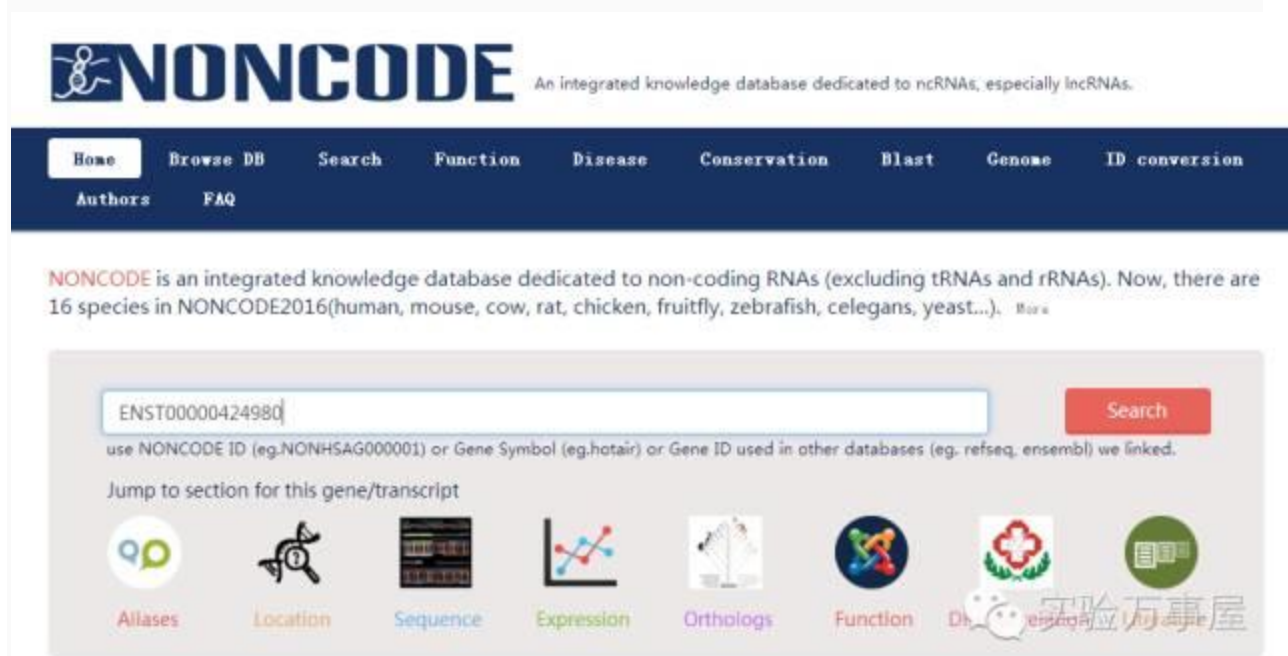 NONCODE An integrated knowledge database dedicated to ncRNAs, especially lncRNAs.
Home Browse DB Search Function Disease Conservation Blast Genome ID conversion
Authors FAQ
NONCODE is an integrated knowledge database dedicated to non-coding RNAs (excluding tRNAs and rRNAs). Now, there are
16 species in NONCODE2016(human, mouse, cow, rat, chicken, fruitfly, zebrafish, celegans, yeast...). More
ENST00000424980 Search
use NONCODE ID (eg.NONHSAG000001) or Gene Symbol (eg.hotair) or Gene ID used in other databases (eg. refseq, ensembl) we linked.
Jump to section for this gene/transcript
Aliases Location Sequence Expression Orthologs Function
实验万事屋